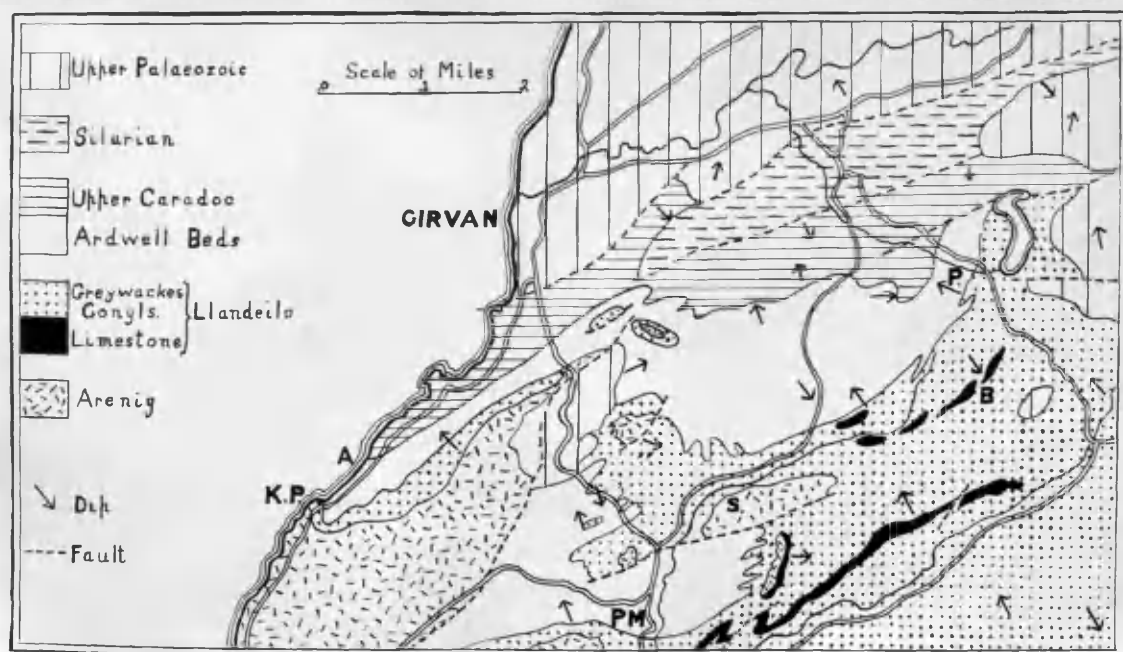 Upper Palaeozoic
Silurian
Upper Caradoc
Ardwell Beds
Greywackes
Congls.
Limestone
Llandeilo
Arenig
Dip
Fault
Scale of Miles
0 1 2
GIRVAN
A
K.P.
P.
B
S
PM